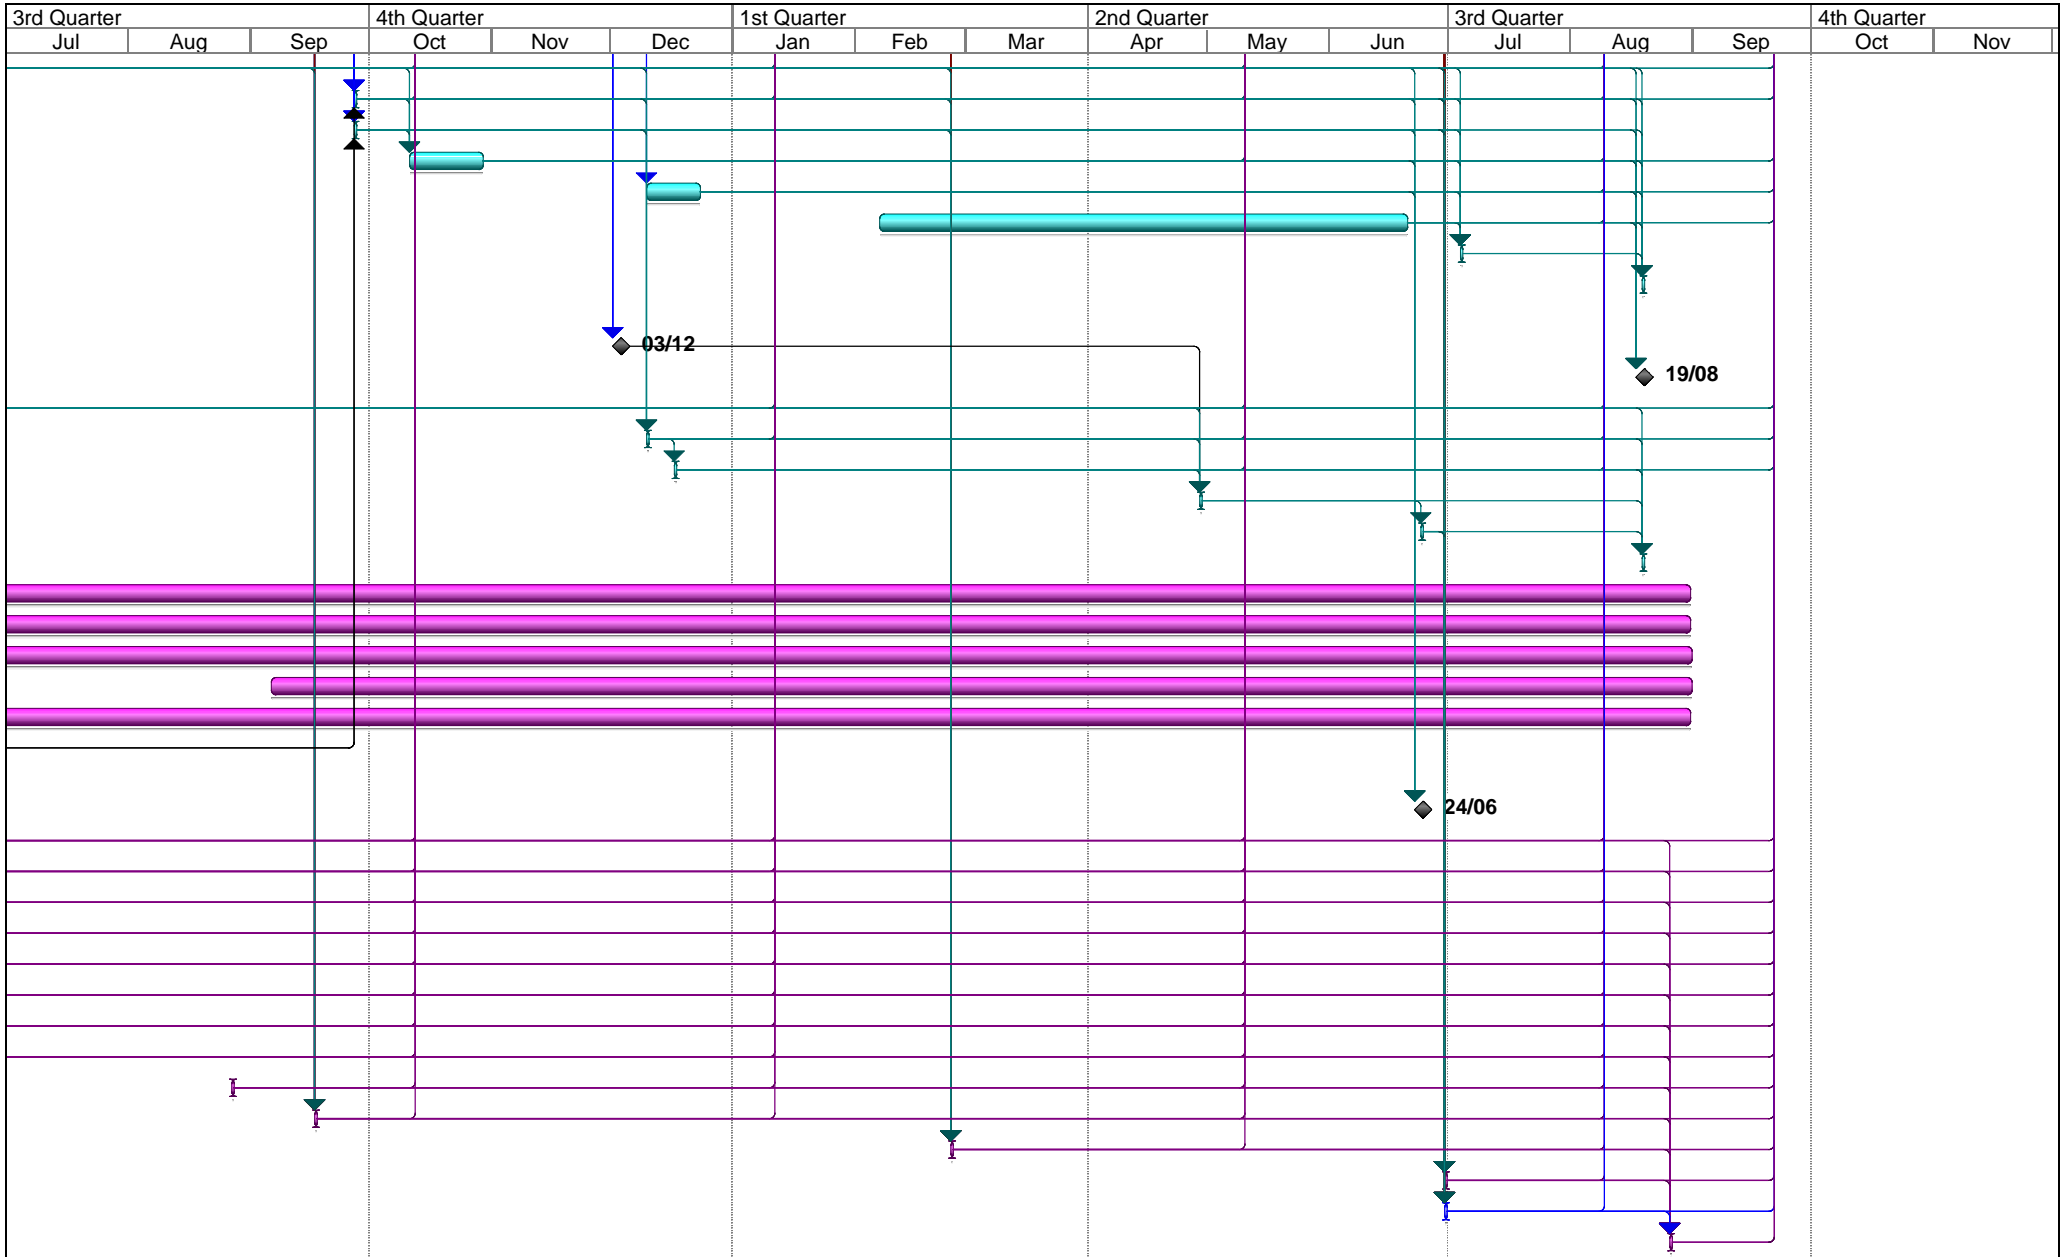 3rd Quarter 4th Quarter 1st Quarter 2nd Quarter 3rd Quarter 4th Quarter
Jul Aug Sep Oct Nov Dec Jan Feb Mar Apr May Jun Jul Aug Sep Oct Nov
03/12
19/08
24/06